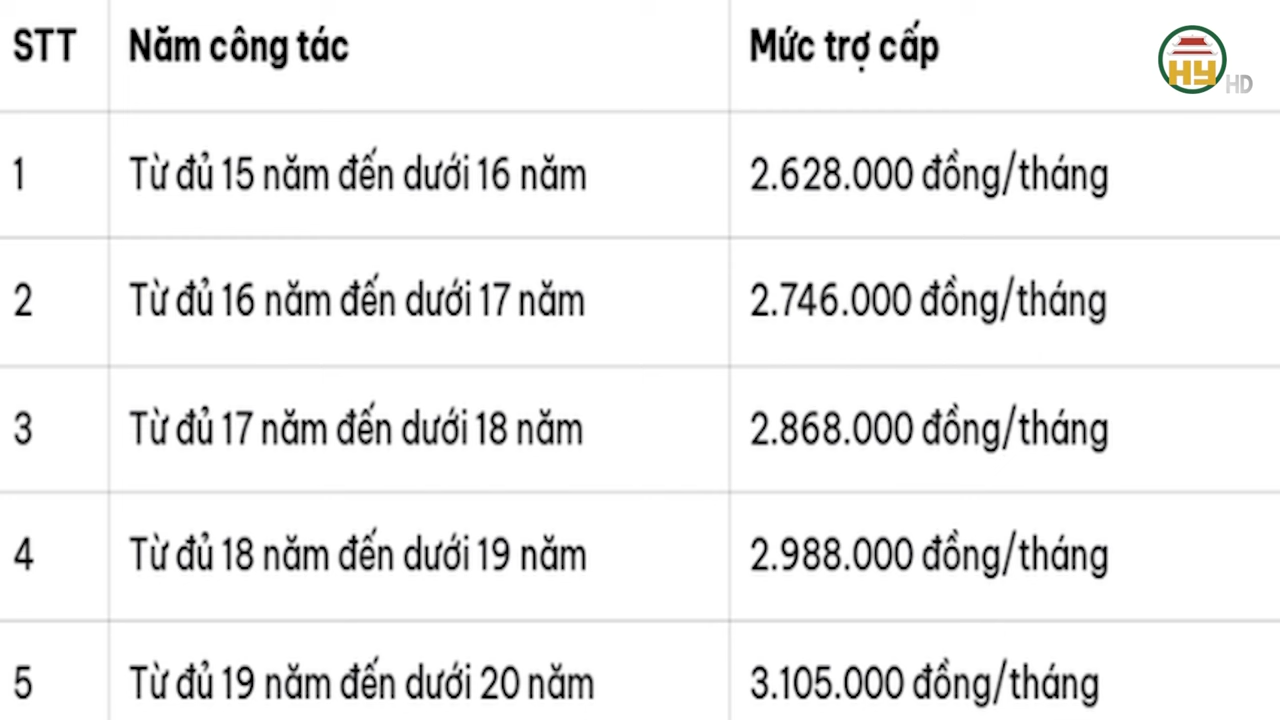 STT Năm công tác Mức trợ cấp
HY HD
1 Từ đủ 15 năm đến dưới 16 năm 2.628.000 đồng/tháng
2 Từ đủ 16 năm đến dưới 17 năm 2.746.000 đồng/tháng
3 Từ đủ 17 năm đến dưới 18 năm 2.868.000 đồng/tháng
4 Từ đủ 18 năm đến dưới 19 năm 2.988.000 đồng/tháng
5 Từ đủ 19 năm đến dưới 20 năm 3.105.000 đồng/tháng